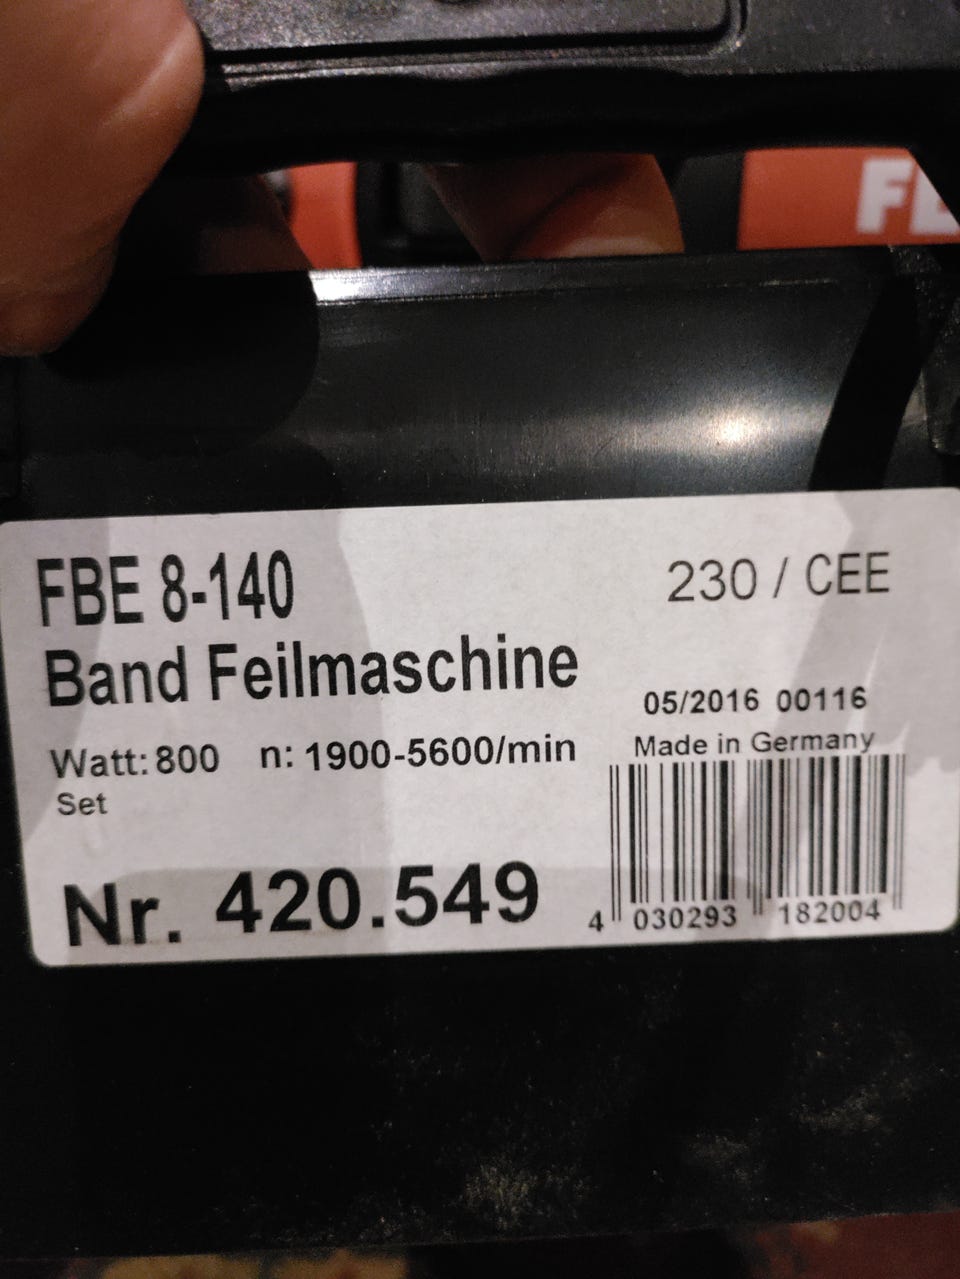 FE
FBE 8-140
230 / CEE
Band Feilmaschine
05/2016 00116
Watt: 800 n: 1900-5600/min
Made in Germany
Set
Nr. 420.549
4 030293 182004